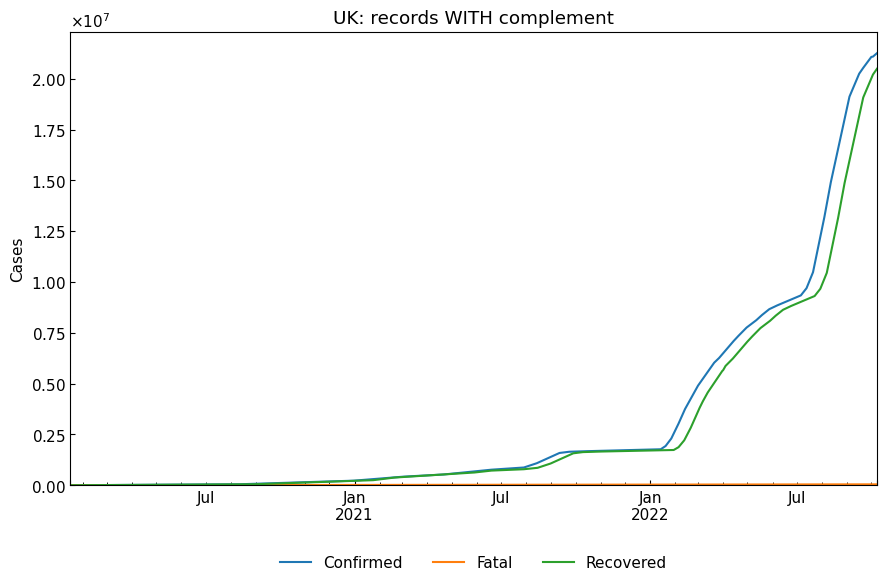 UK: records WITH complement
×10⁷
2.00
1.75
1.50
1.25
1.00
0.75
0.50
0.25
0.00
Cases
Jul Jan Jul Jan Jul
2021 2022
Confirmed Fatal Recovered